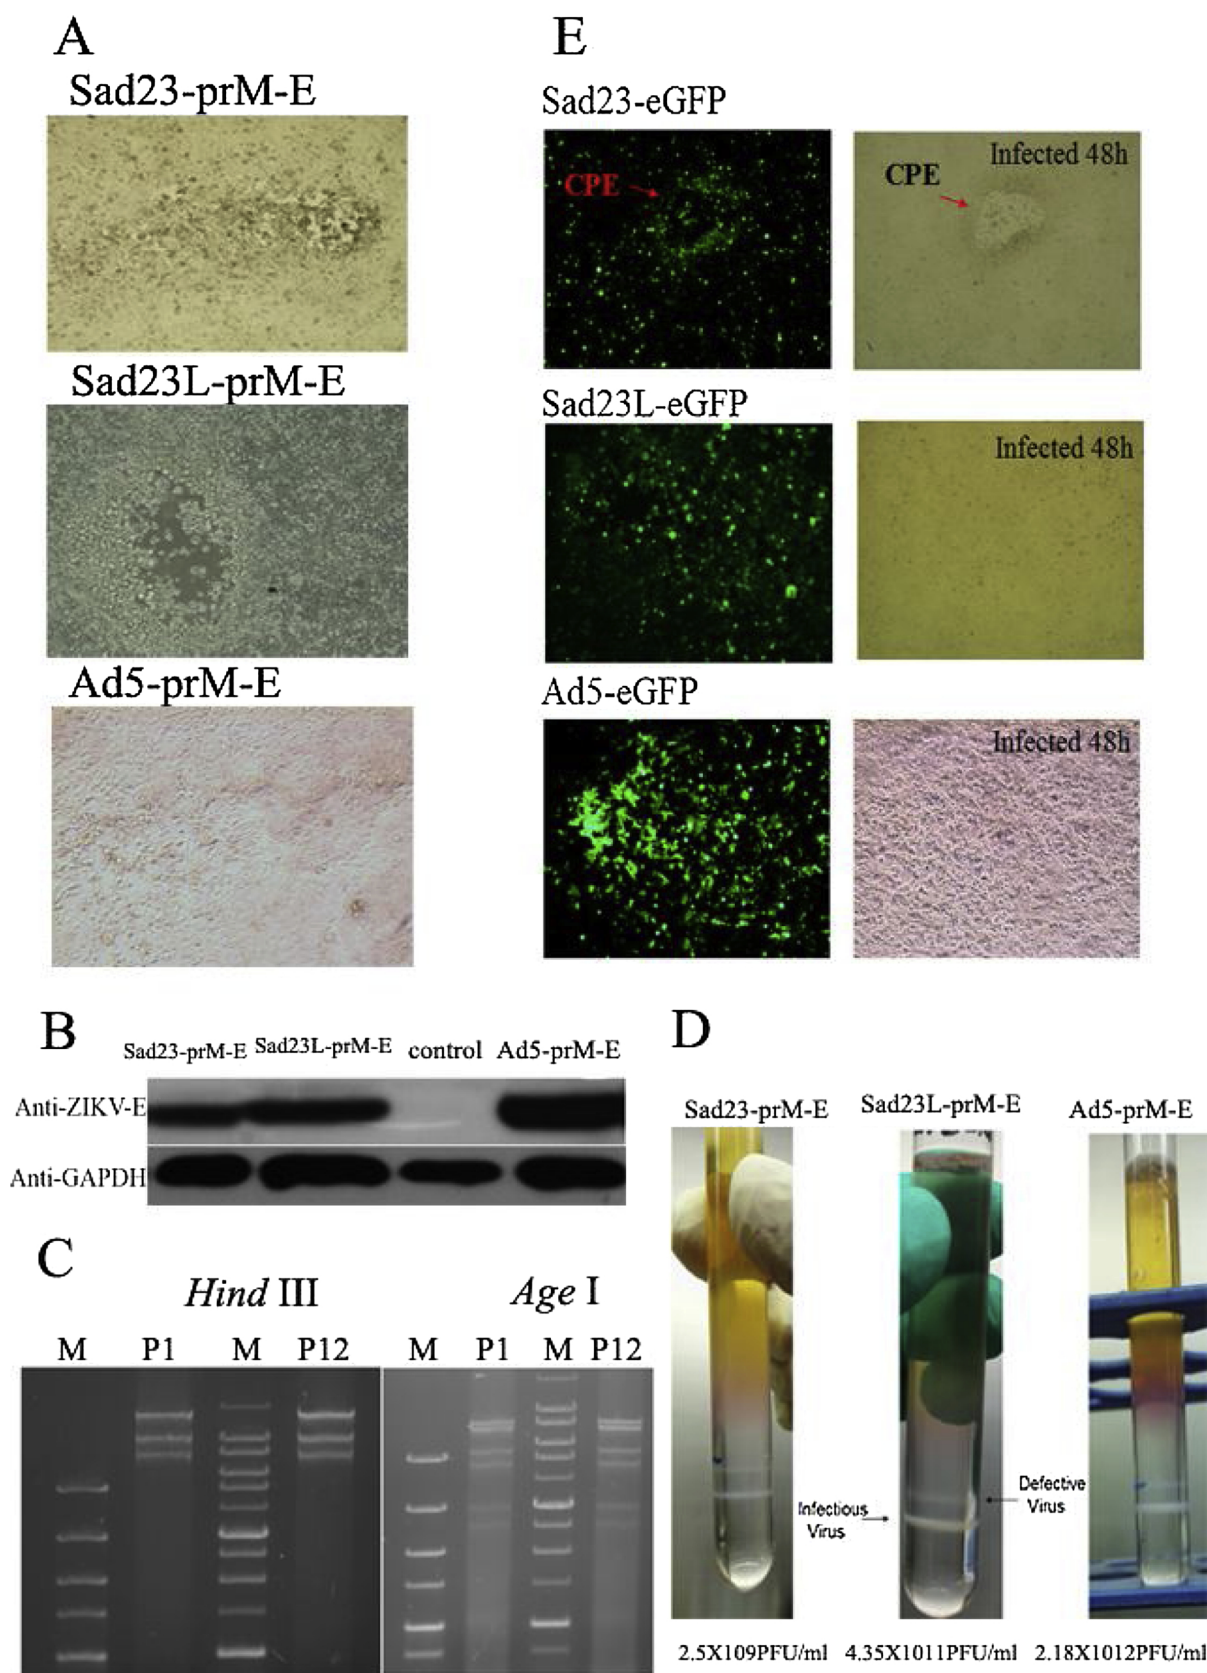 A
Sad23-prM-E
Sad23L-prM-E
Ad5-prM-E
E
Sad23-eGFP
CPE
Infected 48h
CPE
Sad23L-eGFP
Infected 48h
Ad5-eGFP
Infected 48h
B
Sad23-prM-E Sad23L-prM-E control Ad5-prM-E
Anti-ZIKV-E
Anti-GAPDH
C
Hind III Age I
M P1 M P12 M P1 M P12
D
Sad23-prM-E Sad23L-prM-E Ad5-prM-E
Infectious
Virus
Defective
Virus
2.5X109PFU/ml 4.35X1011PFU/ml 2.18X1012PFU/ml